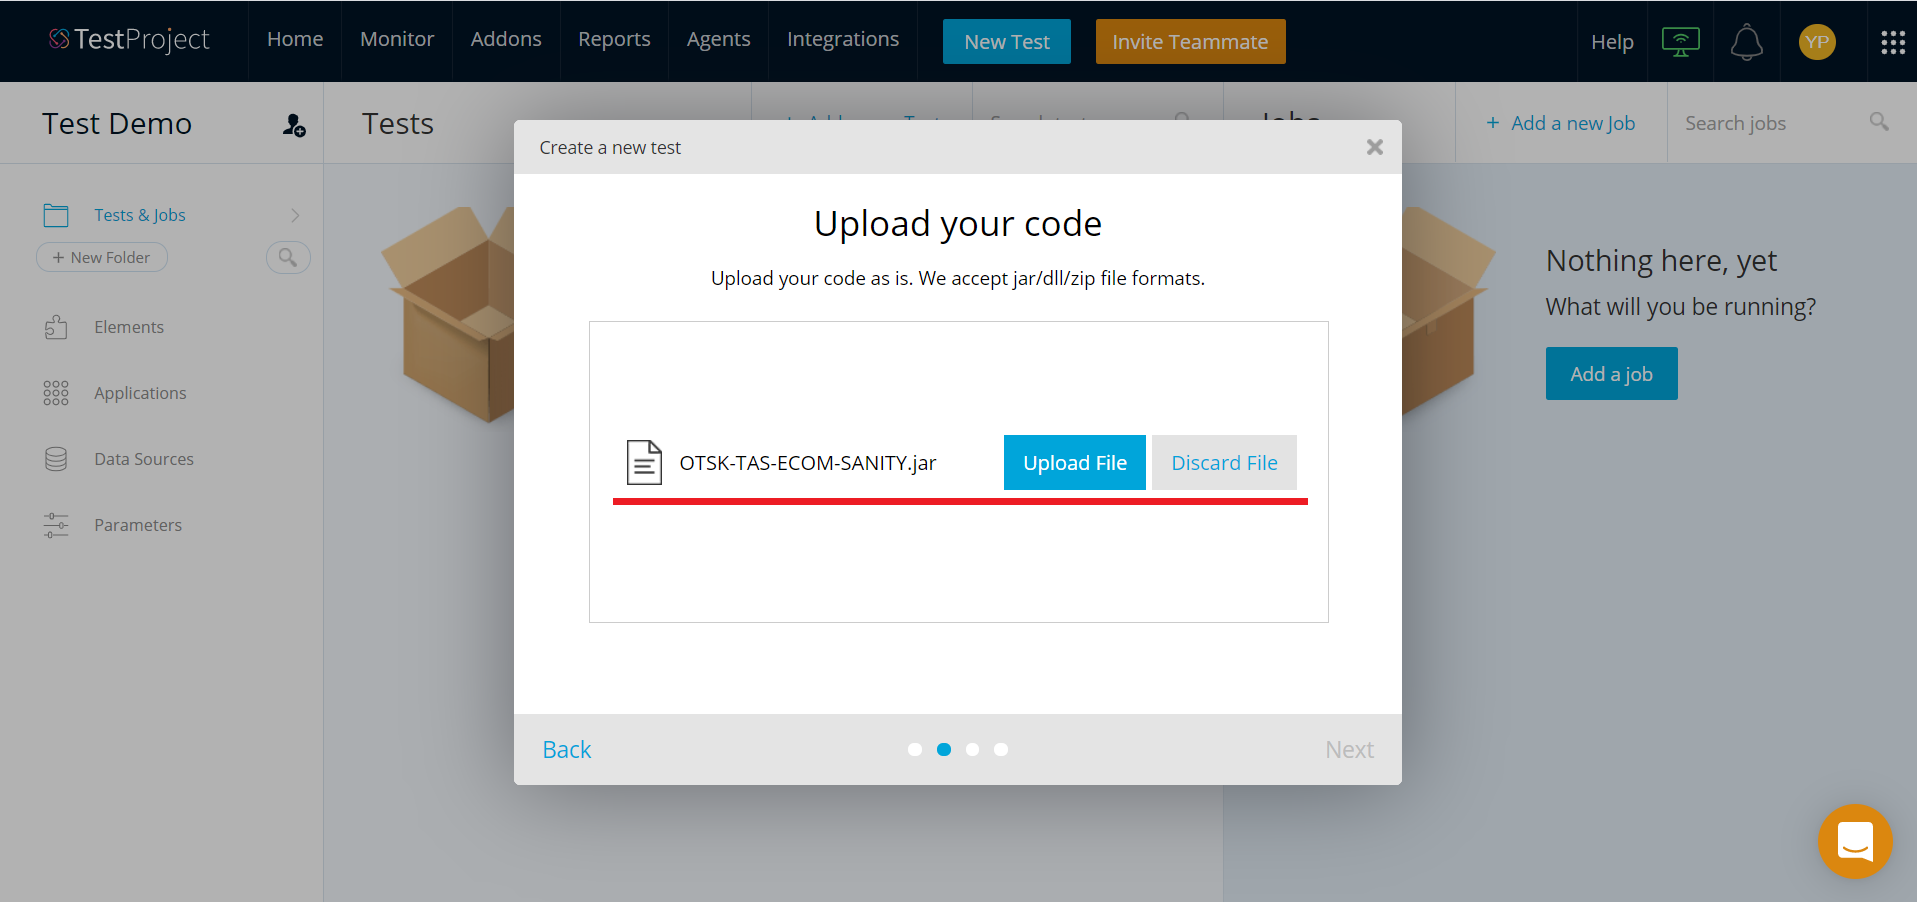 TestProject
Home
Monitor
Addons
Reports
Agents
Integrations
New Test
Invite Teammate
Help
YP
Test Demo
Tests
Jobs
+ Add a new Job
Search jobs
Tests & Jobs
+ New Folder
Elements
Applications
Data Sources
Parameters
Create a new test
Upload your code
Upload your code as is. We accept jar/dll/zip file formats.
OTSK-TAS-ECOM-SANITY.jar
Upload File
Discard File
Back
Next
Nothing here, yet
What will you be running?
Add a job